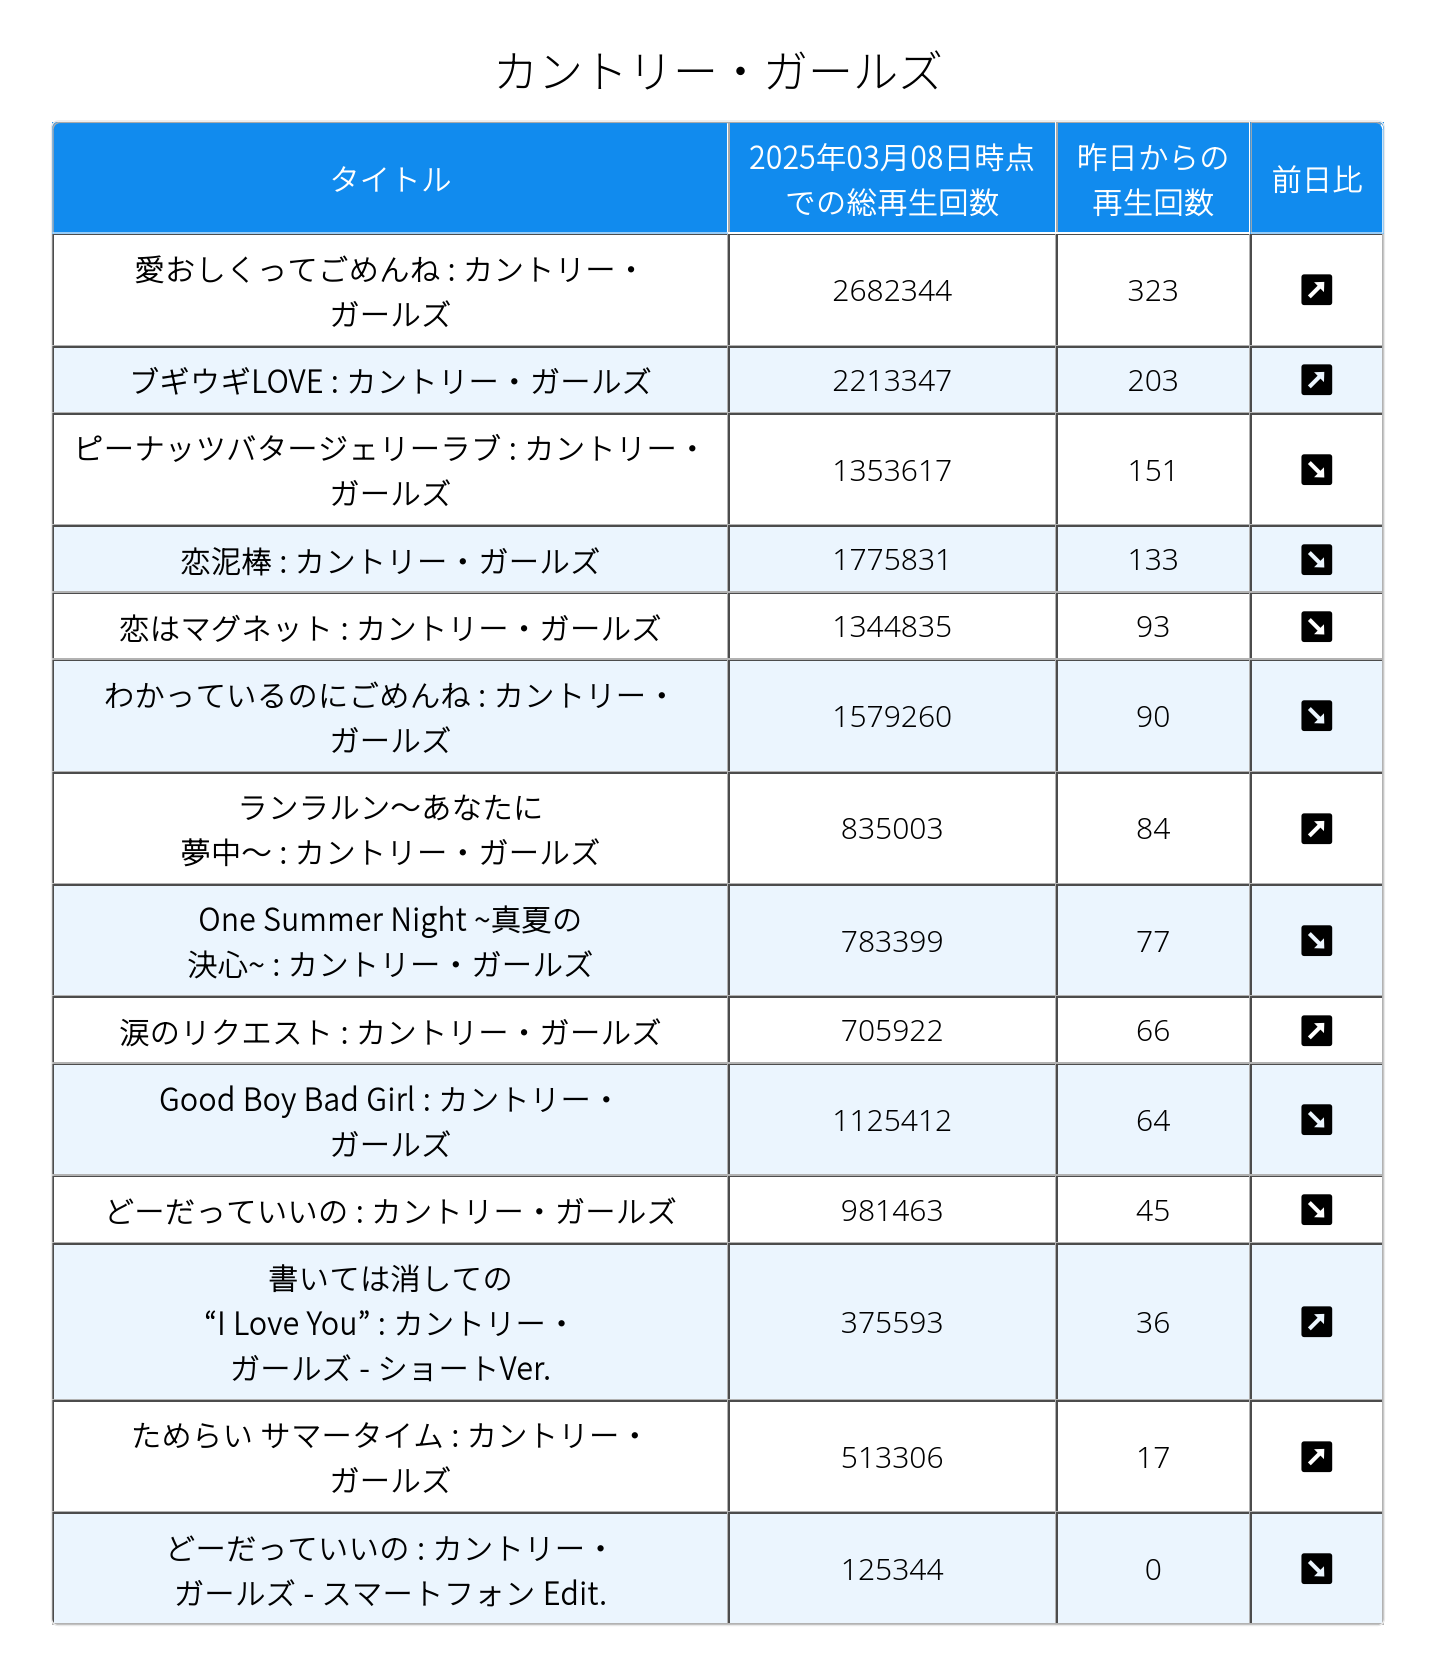 カントリー・ガールズ
タイトル
2025年03月08日時点
での総再生回数
昨日からの
再生回数
前日比
愛おしくってごめんね : カントリー・
ガールズ
2682344
323
ブギウギLOVE : カントリー・ガールズ
2213347
203
ピーナッツバタージェリーラブ : カントリー・
ガールズ
1353617
151
恋泥棒 : カントリー・ガールズ
1775831
133
恋はマグネット : カントリー・ガールズ
1344835
93
わかっているのにごめんね : カントリー・
ガールズ
1579260
90
ランラルン～あなたに
夢中～ : カントリー・ガールズ
835003
84
One Summer Night ~真夏の
決心~ : カントリー・ガールズ
783399
77
涙のリクエスト : カントリー・ガールズ
705922
66
Good Boy Bad Girl : カントリー・
ガールズ
1125412
64
どーだっていいの : カントリー・ガールズ
981463
45
書いては消しての
“I Love You” : カントリー・
ガールズ - ショートVer.
375593
36
ためらい サマータイム : カントリー・
ガールズ
513306
17
どーだっていいの : カントリー・
ガールズ - スマートフォン Edit.
125344
0